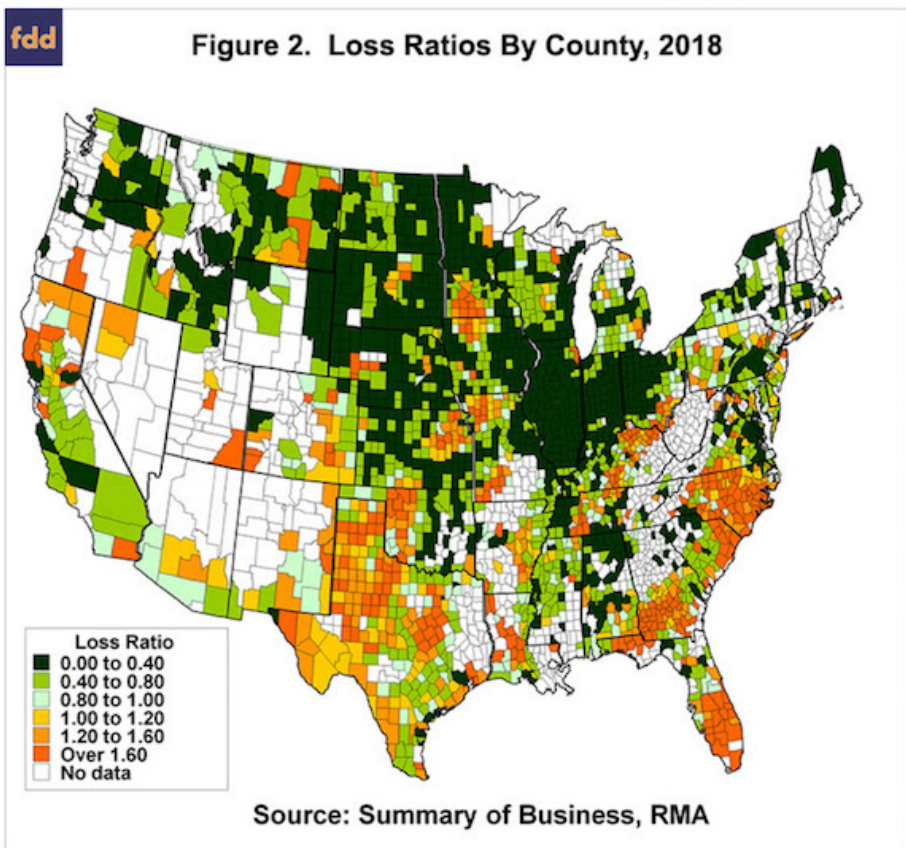 fdd
Figure 2. Loss Ratios By County, 2018
Loss Ratio
0.00 to 0.40
0.40 to 0.80
0.80 to 1.00
1.00 to 1.20
1.20 to 1.60
Over 1.60
No data
Source: Summary of Business, RMA